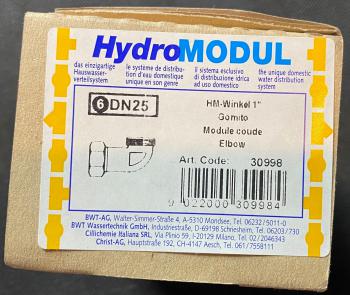 HydroMODUL
das einzigartige
Hauswasser-
verteilsystem
le système de distribu-
tion d'eau domestique
unique en son genre
il sistema esclusivo
di distribuzione idrica
ad uso domestico
the unique domestic
water distribution
system
6 DN25
HM-Winkel 1"
Gomito
Module coude
Elbow
Art. Code: 30998
9 022000 309984
BWT-AG, Walter-Simmer-Straße 4, A-5310 Mondsee, Tel. 06232/5011-0
BWT Wassertechnik GmbH, Industriestraße, D-69198 Schriesheim, Tel. 06203/730
Cillichemie Italiana SRL, Via Plinio 59, I-20129 Milano, Tel. 02/2046343
Christ-AG, Hauptstraße 192, CH-4147 Aesch, Tel. 061/7558111